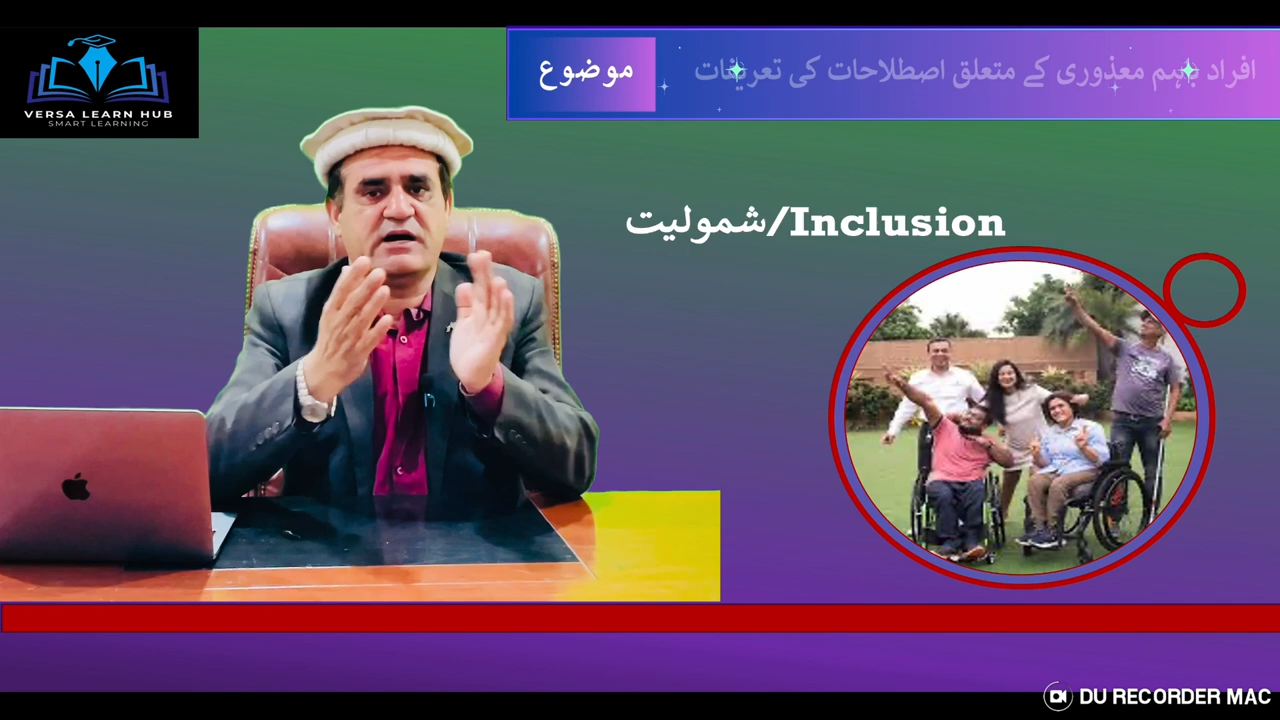 VERSA LEARN HUB
SMART LEARNING
موضوع
افراد باہم معذوری کے متعلق اصطلاحات کی تعریفات
شمولیت/Inclusion
DU RECORDER MAC